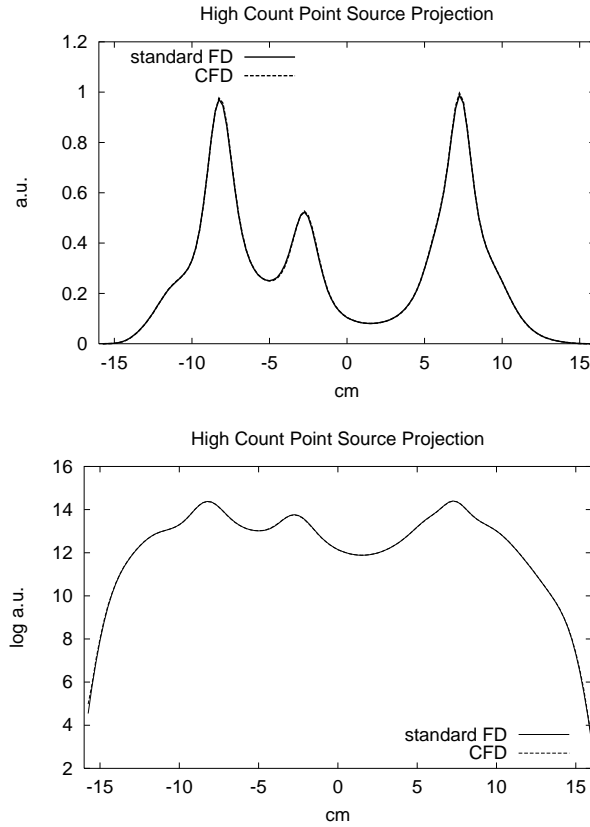 High Count Point Source Projection
1.2
standard FD
CFD
1
0.8
0.6
a.u.
0.4
0.2
0
-15 -10 -5 0 5 10 15
cm
High Count Point Source Projection
16
14
12
10
log a.u.
8
6
4
standard FD
CFD
2
-15 -10 -5 0 5 10 15
cm